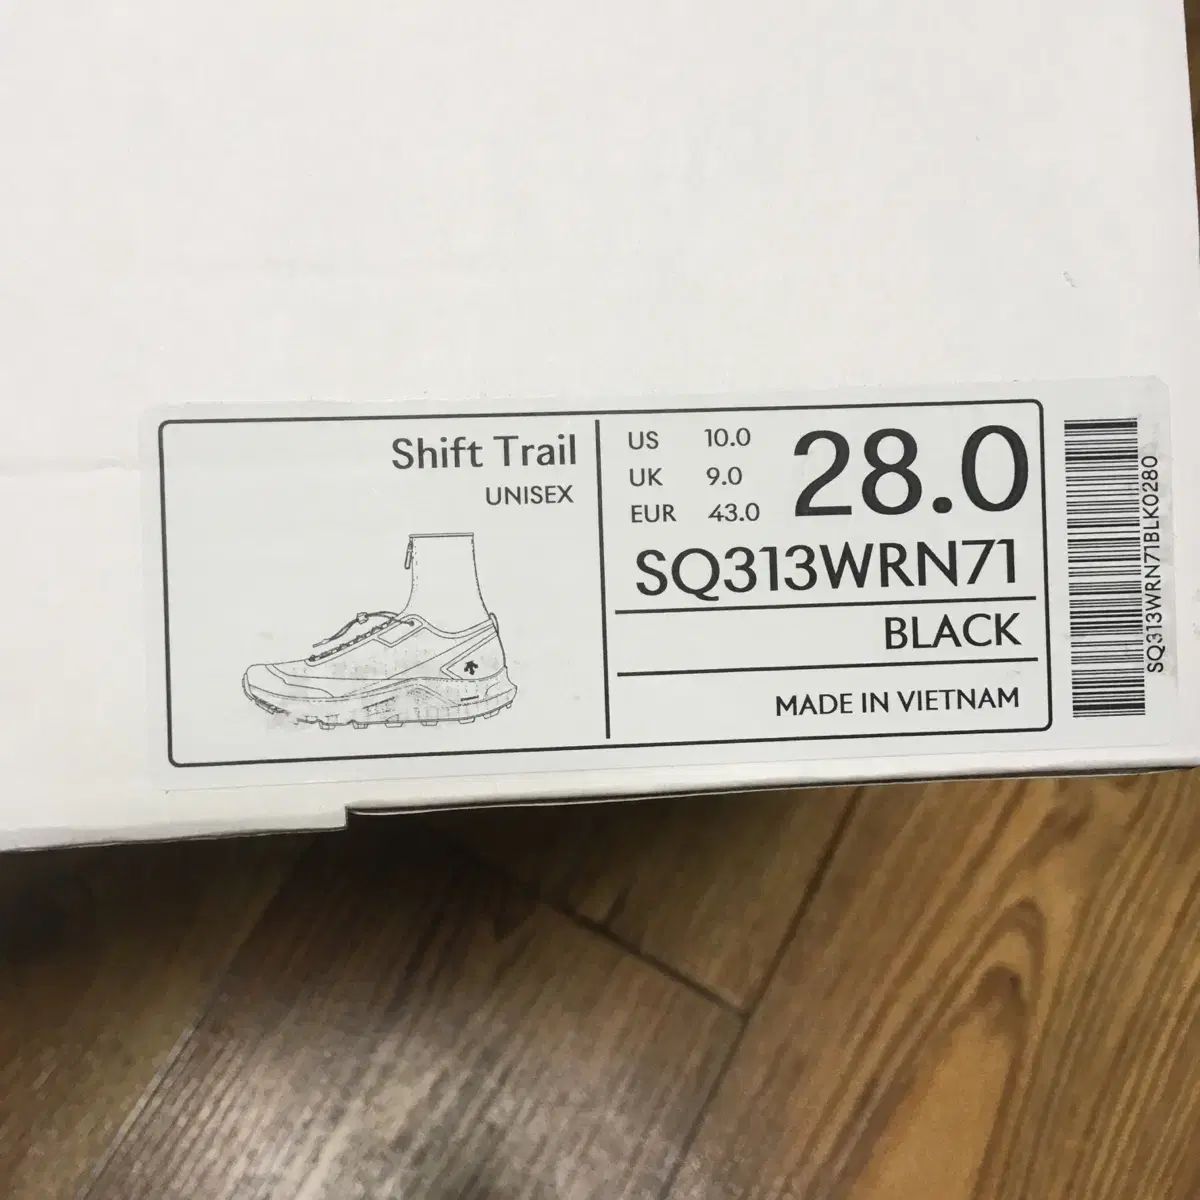 Shift Trail
UNISEX
US 10.0
UK 9.0
EUR 43.0
28.0
SQ313WRN71
BLACK
MADE IN VIETNAM
SQ313WRN71BLK0280